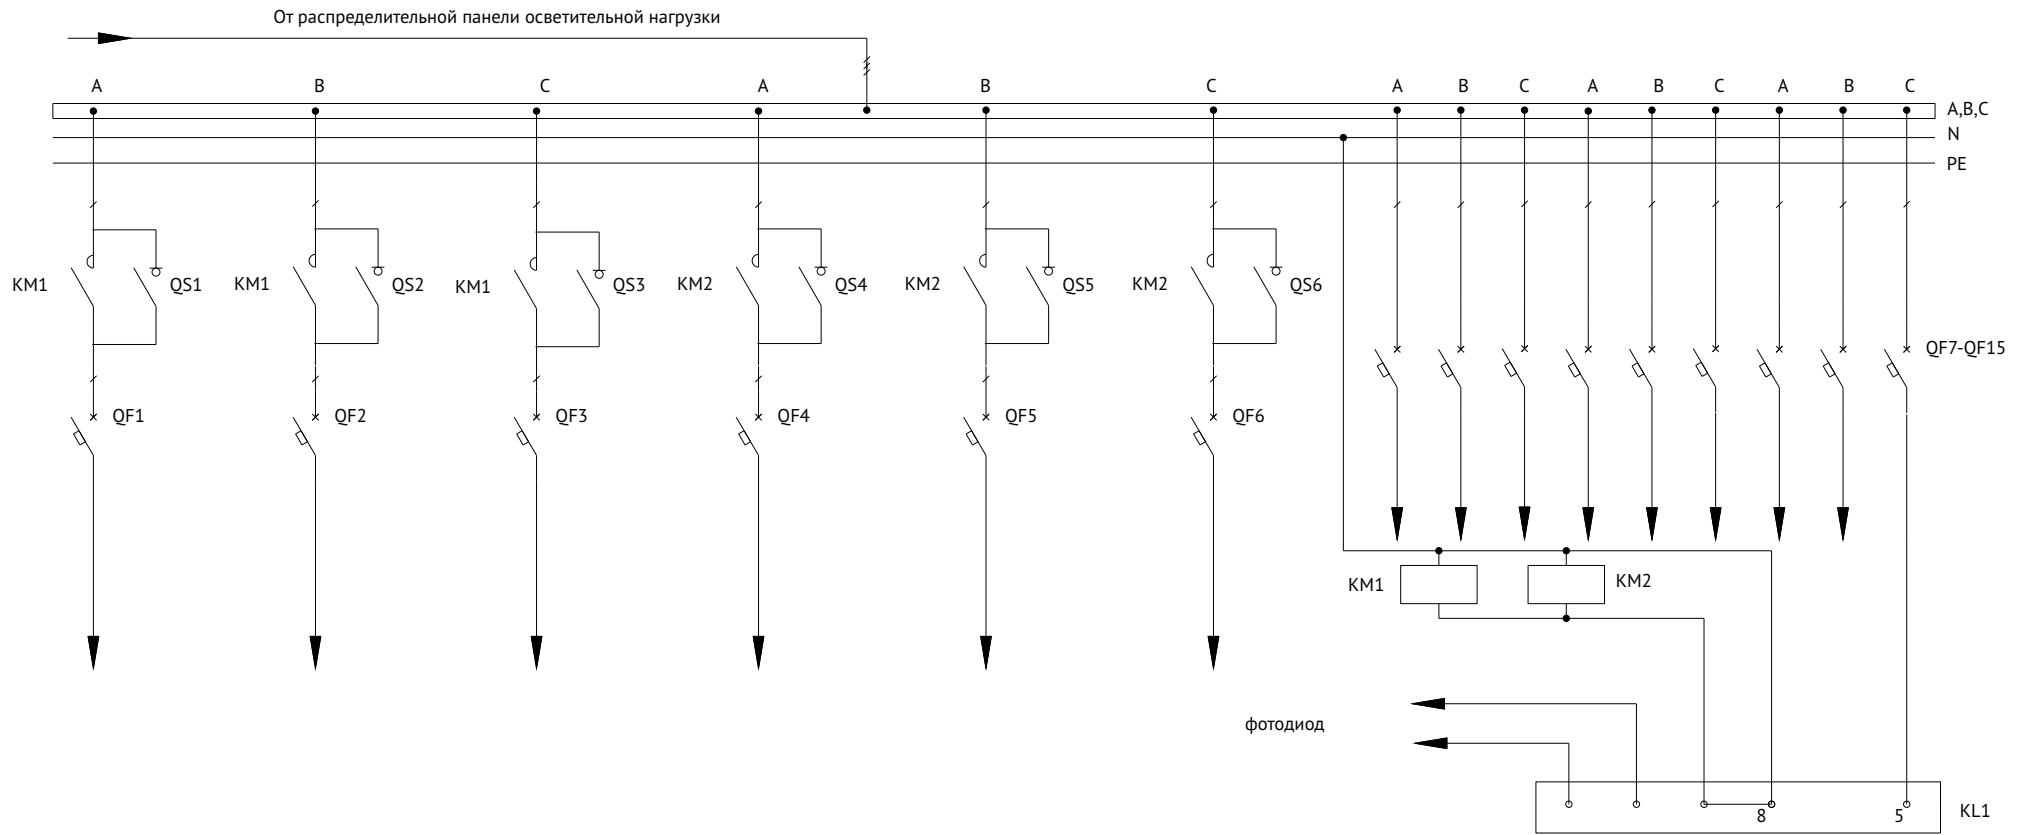 От распределительной панели осветительной нагрузки
A B C A B C A B C A B C A B C
A,B,C
N
PE
KM1 QS1 KM1 QS2 KM1 QS3 KM2 QS4 KM2 QS5 KM2 QS6
QF7-QF15
QF1 QF2 QF3 QF4 QF5 QF6
KM1 KM2
фотодиод
8 5 KL1